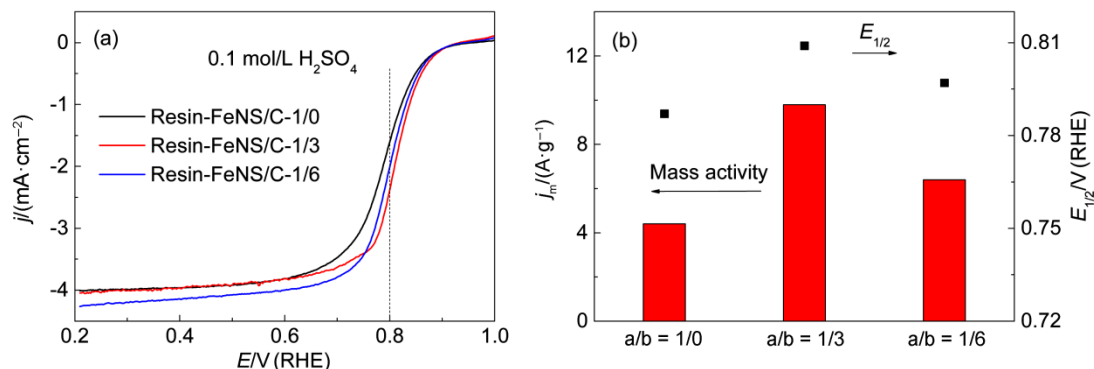 (a)
0.1 mol/L H₂SO₄
Resin-FeNS/C-1/0
Resin-FeNS/C-1/3
Resin-FeNS/C-1/6
j/(mA·cm⁻²)
0
-1
-2
-3
-4
0.2 0.4 0.6 0.8 1.0
E/V (RHE)
(b)
E₁/₂
Mass activity
jₘ/(A·g⁻¹)
12
8
4
0
0.81
0.78
0.75
0.72
E₁/₂/V (RHE)
a/b = 1/0 a/b = 1/3 a/b = 1/6